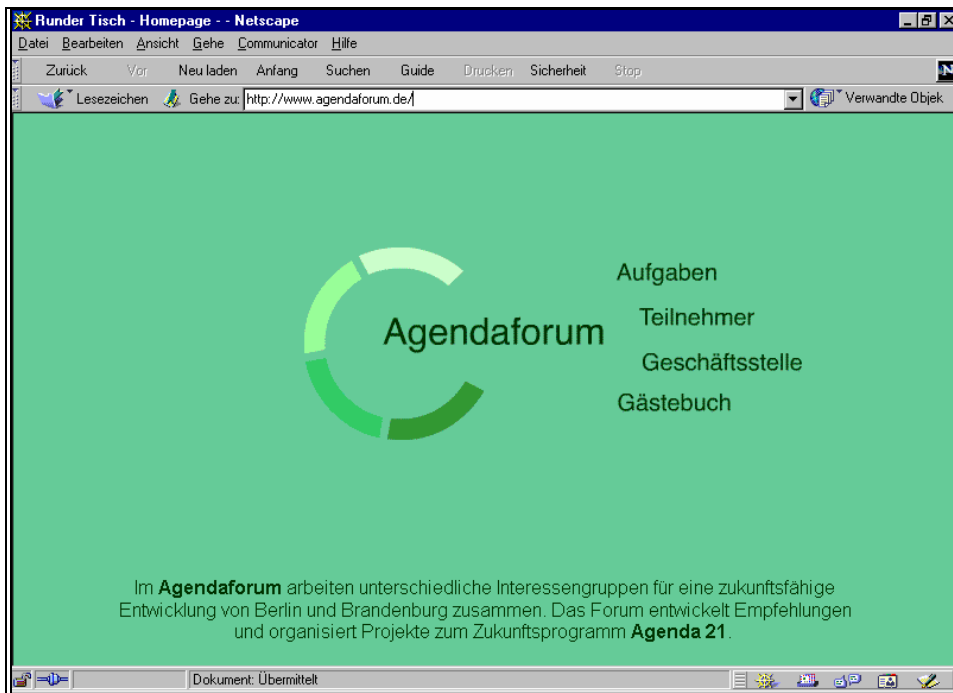 Runder Tisch - Homepage - - Netscape
Datei Bearbeiten Ansicht Gehe Communicator Hilfe
Zurück Vor Neu laden Anfang Suchen Guide Drucken Sicherheit Stop
Lesezeichen Gehe zu: http://www.agendaforum.de/ Verwandte Objek
Aufgaben
Teilnehmer
Agendaforum
Geschäftsstelle
Gästebuch
Im Agendaforum arbeiten unterschiedliche Interessengruppen für eine zukunftsfähige
Entwicklung von Berlin und Brandenburg zusammen. Das Forum entwickelt Empfehlungen
und organisiert Projekte zum Zukunftsprogramm Agenda 21.
Dokument: Übermittelt